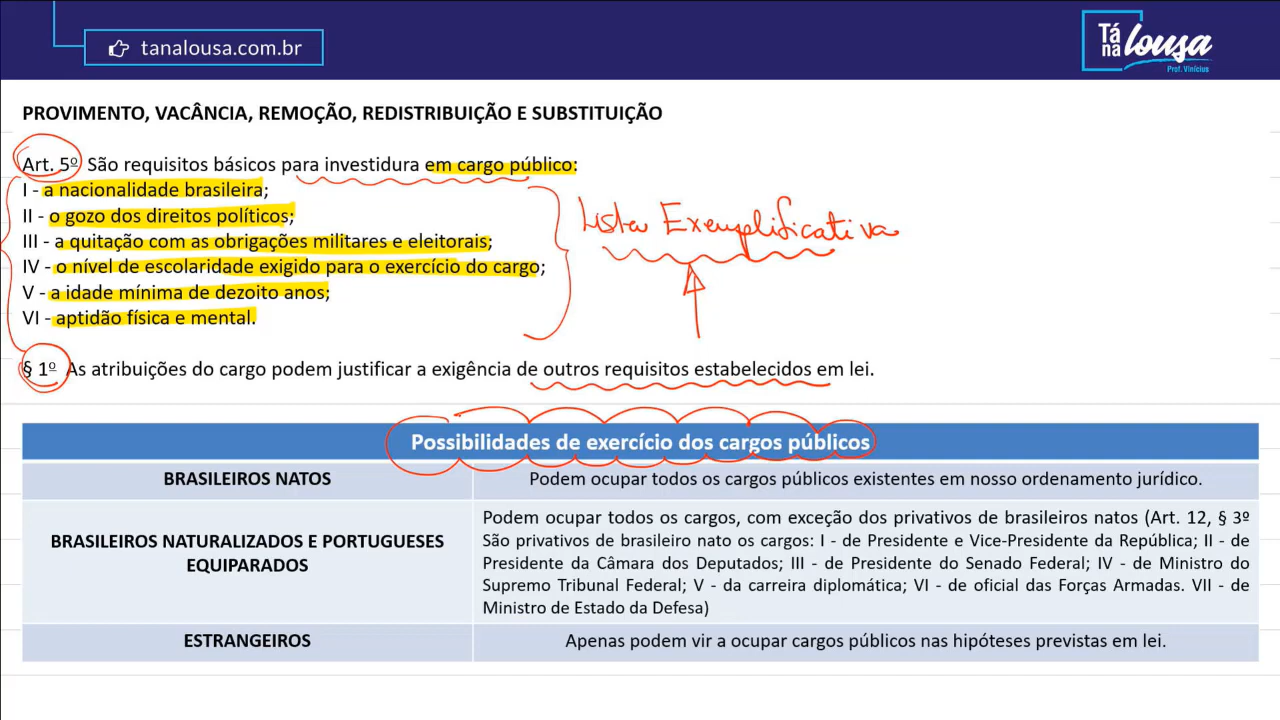 tanalousa.com.br
Tá
na lousa
Prof. Vinícius
PROVIMENTO, VACÂNCIA, REMOÇÃO, REDISTRIBUIÇÃO E SUBSTITUIÇÃO
Art. 5º São requisitos básicos para investidura em cargo público:
I - a nacionalidade brasileira;
II - o gozo dos direitos políticos;
III - a quitação com as obrigações militares e eleitorais;
IV - o nível de escolaridade exigido para o exercício do cargo;
V - a idade mínima de dezoito anos;
VI - aptidão física e mental.
Lista Exemplificativa
§ 1º As atribuições do cargo podem justificar a exigência de outros requisitos estabelecidos em lei.
Possibilidades de exercício dos cargos públicos
BRASILEIROS NATOS
Podem ocupar todos os cargos públicos existentes em nosso ordenamento jurídico.
BRASILEIROS NATURALIZADOS E PORTUGUESES
EQUIPARADOS
Podem ocupar todos os cargos, com exceção dos privativos de brasileiros natos (Art. 12, § 3º
São privativos de brasileiro nato os cargos: I - de Presidente e Vice-Presidente da República; II - de
Presidente da Câmara dos Deputados; III - de Presidente do Senado Federal; IV - de Ministro do
Supremo Tribunal Federal; V - da carreira diplomática; VI - de oficial das Forças Armadas. VII - de
Ministro de Estado da Defesa)
ESTRANGEIROS
Apenas podem vir a ocupar cargos públicos nas hipóteses previstas em lei.